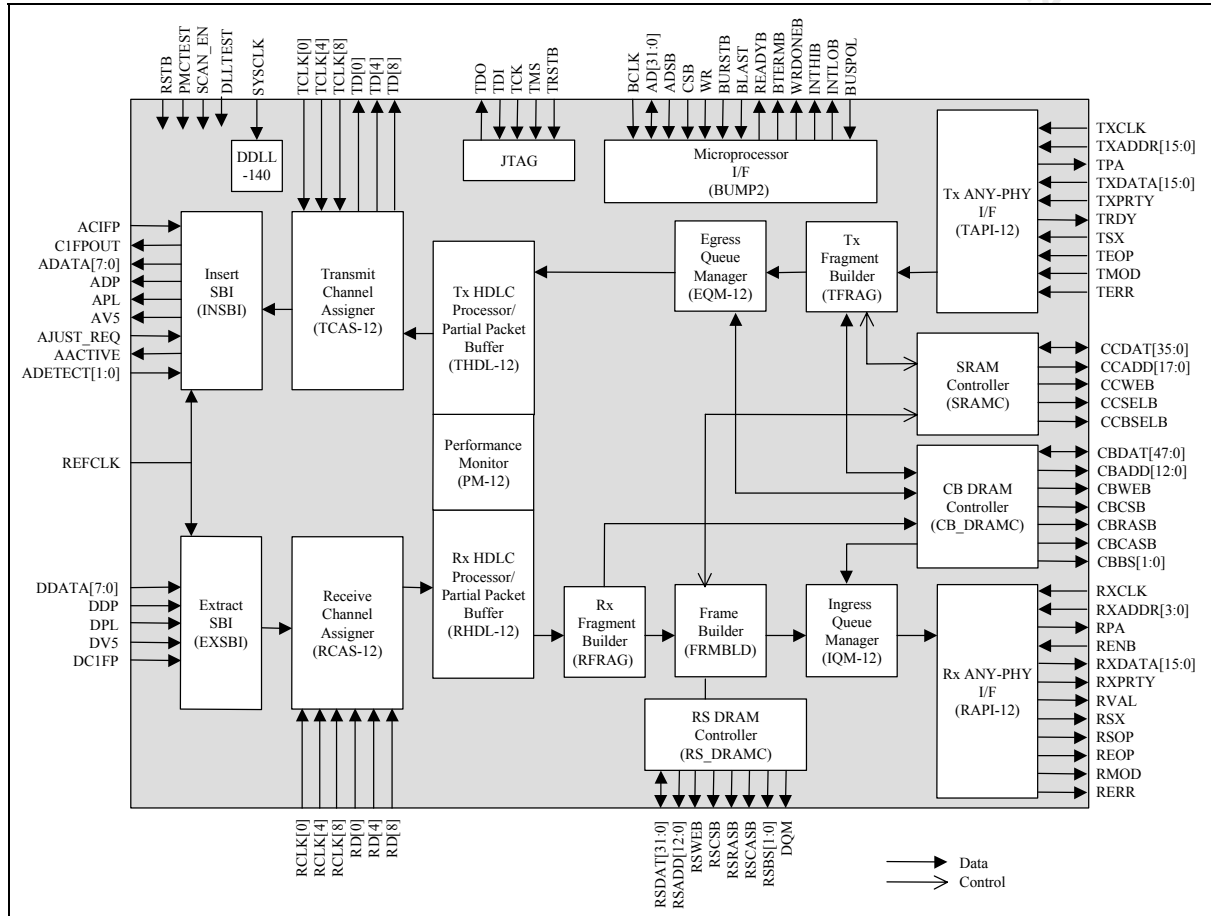 RSTB
PMCTEST
SCAN_EN
DLLTEST
SYSCLK
TCLK[0]
TCLK[4]
TCLK[8]
TD[0]
TD[4]
TD[8]
TDO
TDI
TCK
TMS
TRSTB
BCLK
AD[31:0]
ADSB
CSB
WR
BURSTB
BLAST
READYB
BTERMB
WRDONEB
INTHIB
INTLOB
BUSPOL
DDLL
-140
JTAG
Microprocessor
I/F
(BUMP2)
Tx ANY-PHY
I/F
(TAPI-12)
TXCLK
TXADDR[15:0]
TPA
TXDATA[15:0]
TXPRTY
TRDY
TSX
TEOP
TMOD
TERR
ACIFP
C1FPOUT
ADATA[7:0]
ADP
APL
AV5
AJUST_REQ
AACTIVE
ADETECT[1:0]
Insert
SBI
(INSBI)
Transmit
Channel
Assigner
(TCAS-12)
Tx HDLC
Processor/
Partial Packet
Buffer
(THDL-12)
Egress
Queue
Manager
(EQM-12)
Tx
Fragment
Builder
(TFRAG)
SRAM
Controller
(SRAMC)
CCDAT[35:0]
CCADD[17:0]
CCWEB
CCSELB
CCBSELB
REFCLK
Performance
Monitor
(PM-12)
CB DRAM
Controller
(CB_DRAMC)
CBDAT[47:0]
CBADD[12:0]
CBWEB
CBCSB
CBRASB
CBCASB
CBBS[1:0]
DDATA[7:0]
DDP
DPL
DV5
DC1FP
Extract
SBI
(EXSBI)
Receive
Channel
Assigner
(RCAS-12)
Rx HDLC
Processor/
Partial Packet
Buffer
(RHDL-12)
Rx
Fragment
Builder
(RFRAG)
Frame
Builder
(FRMBLD)
Ingress
Queue
Manager
(IQM-12)
Rx ANY-PHY
I/F
(RAPI-12)
RXCLK
RXADDR[3:0]
RPA
RENB
RXDATA[15:0]
RXPRTY
RVAL
RSX
RSOP
REOP
RMOD
RERR
RS DRAM
Controller
(RS_DRAMC)
RCLK[0]
RCLK[4]
RCLK[8]
RD[0]
RD[4]
RD[8]
RSDAT[31:0]
RSADD[12:0]
RSWEB
RSCSB
RSRASB
RSCASB
RSBS[1:0]
DQM
Data
Control